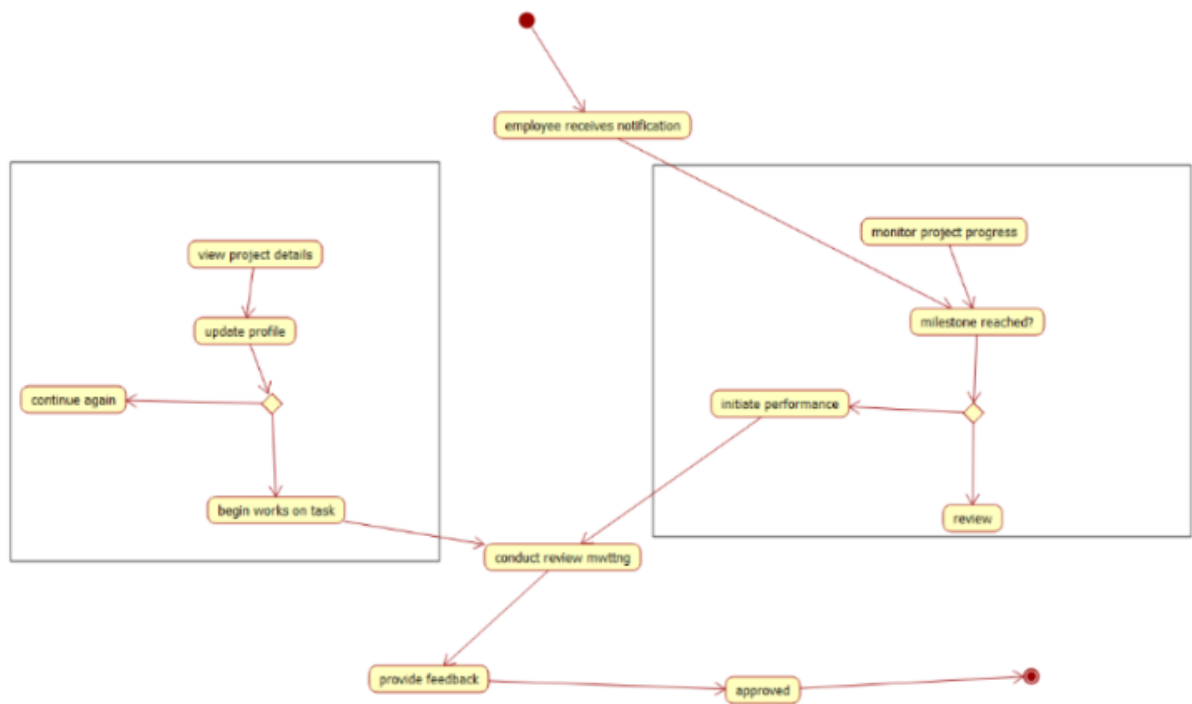 employee receives notification
view project details
monitor project progress
update profile
milestone reached?
continue again
initiate performance
begin works on task
review
conduct review mwttng
provide feedback
approved